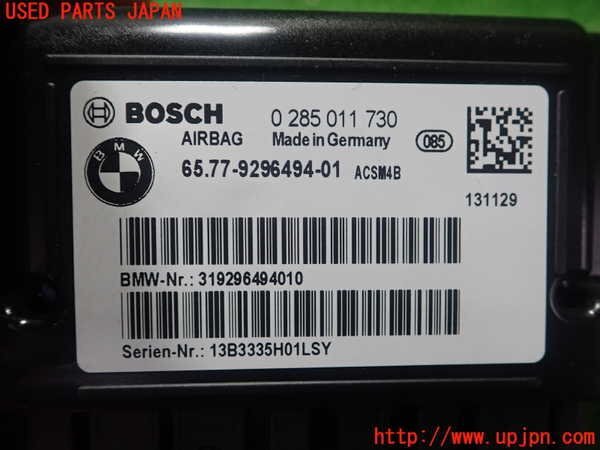 USED PARTS JAPAN
BOSCH 0 285 011 730
AIRBAG Made in Germany 085
BMW
65.77-9296494-01 ACSM4B
131129
BMW-Nr.: 319296494010
Serien-Nr.: 13B3335H01LSY
www.upjpn.com